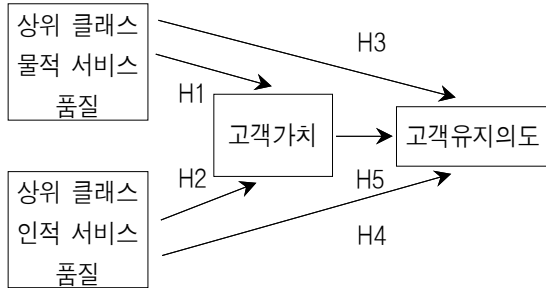 상위 클래스
물적 서비스
품질
H3
H1
고객가치
고객유지의도
H2
H5
상위 클래스
인적 서비스
품질
H4